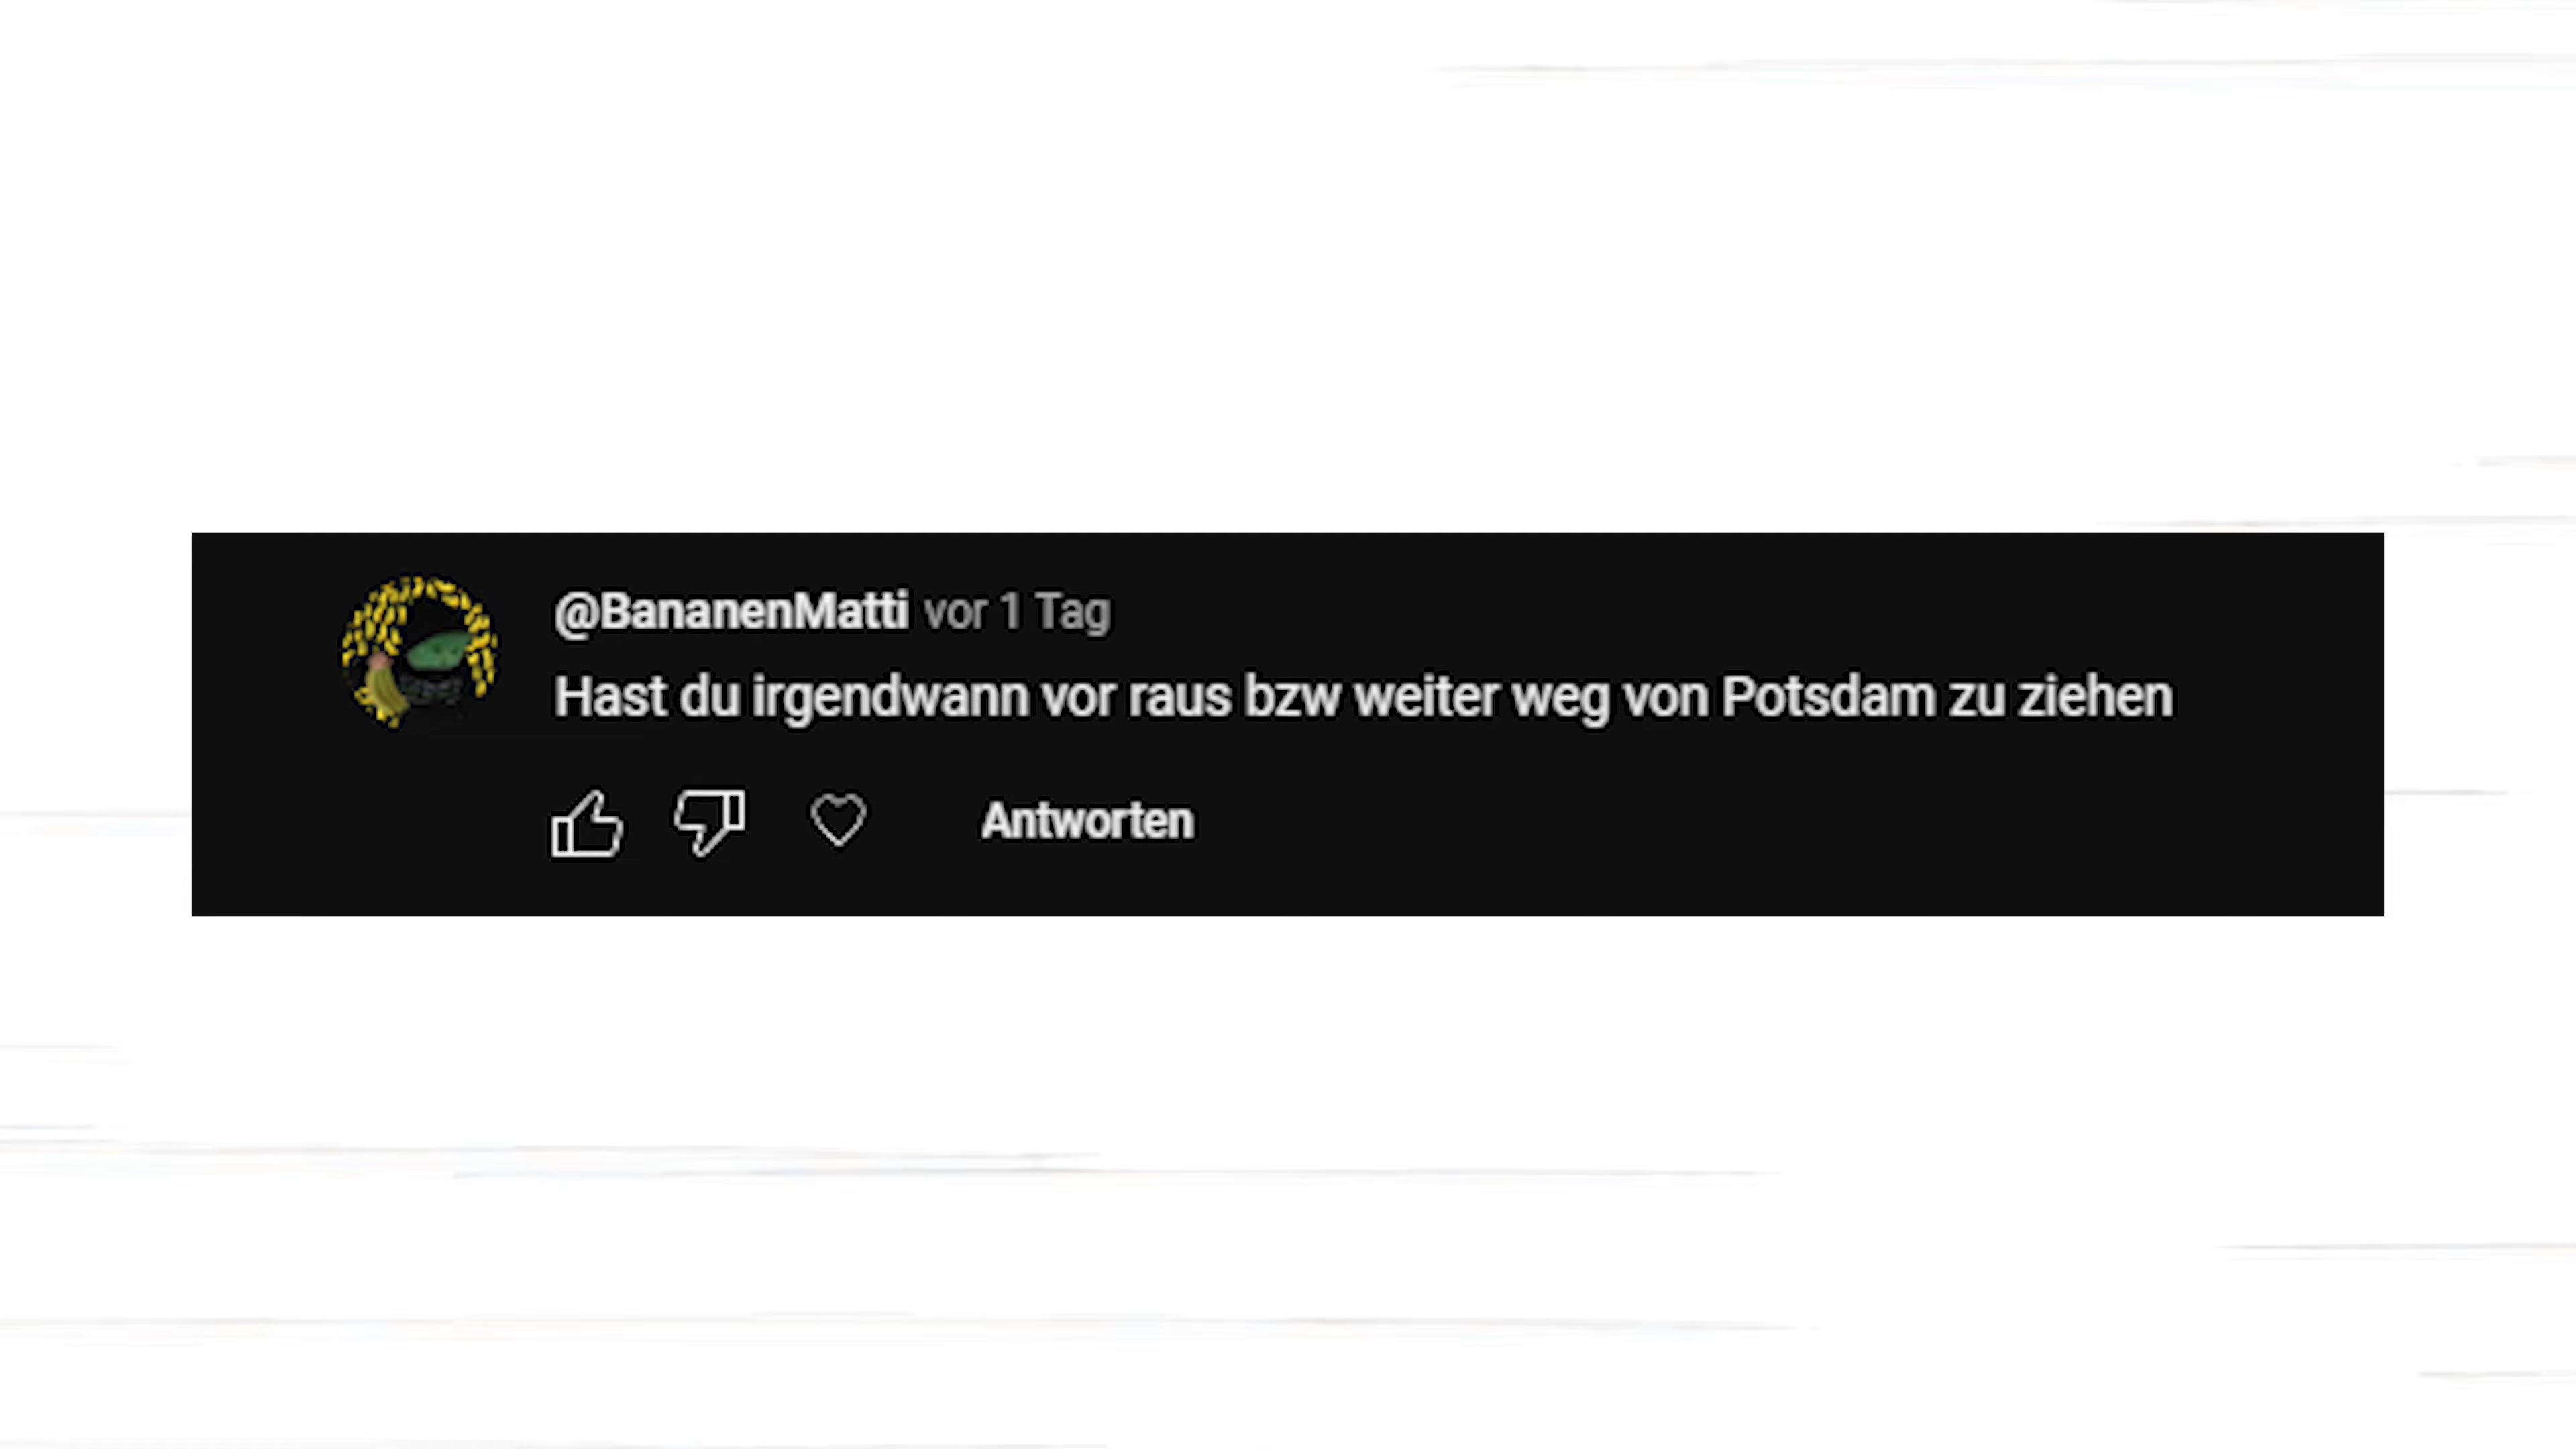 @BananenMatti vor 1 Tag
Hast du irgendwann vor raus bzw weiter weg von Potsdam zu ziehen
Antworten